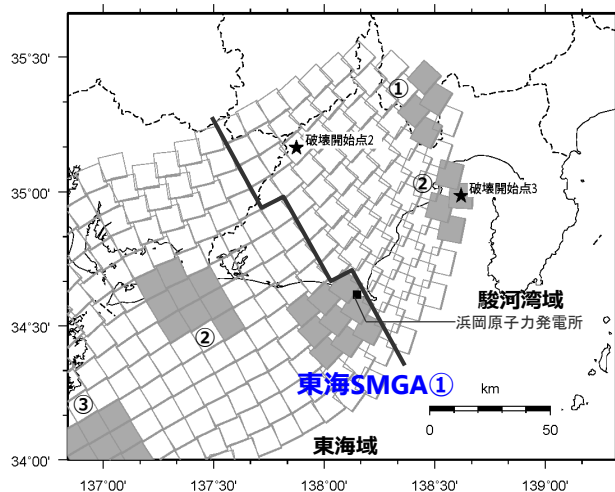 35°30'
35°00'
34°30'
34°00'
①
破壊開始点2
②
破壊開始点3
駿河湾域
浜岡原子力発電所
②
東海SMGA①
③
km
0
50
東海域
137°00'
137°30'
138°00'
138°30'
139°00'